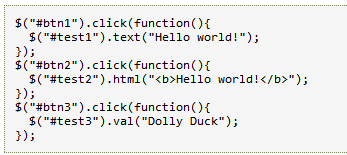 $("#btn1").click(function(){
  $("#test1").text("Hello world!");
});
$("#btn2").click(function(){
  $("#test2").html("<b>Hello world!</b>");
});
$("#btn3").click(function(){
  $("#test3").val("Dolly Duck");
});